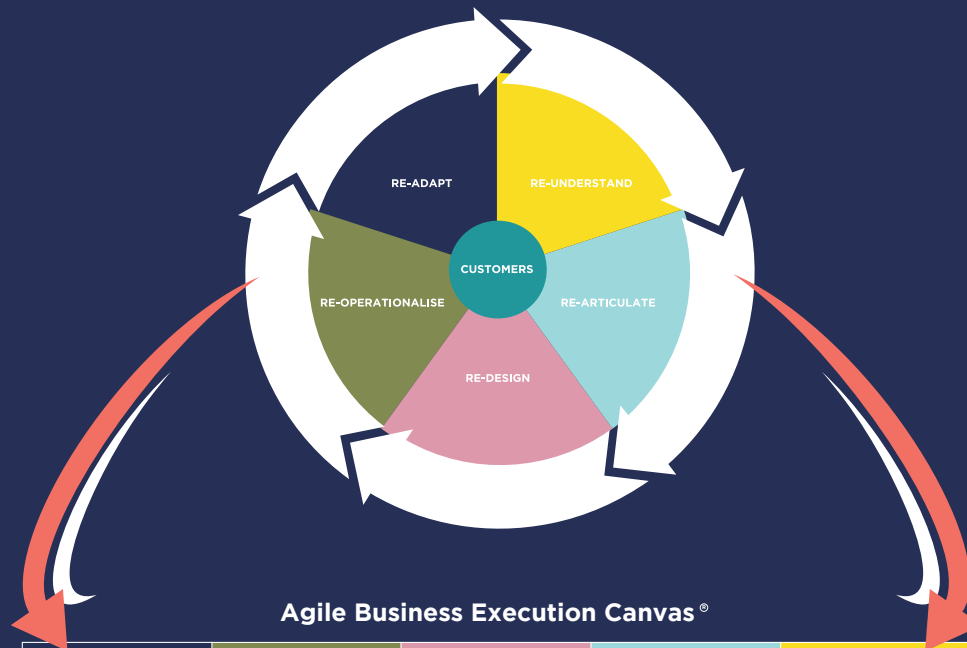 RE-ADAPT
RE-UNDERSTAND
CUSTOMERS
RE-OPERATIONALISE
RE-ARTICULATE
RE-DESIGN
Agile Business Execution Canvas®